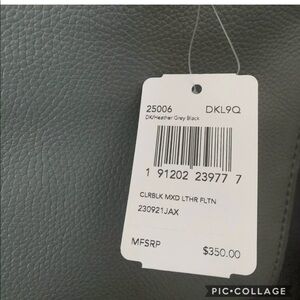 25006 DKL9Q
DK/Heather Grey Black
1 91202 23977 7
CLRBLK MXD LTHR FLTN
230921JAX
MFSRP $350.00
PIC•COLLAGE